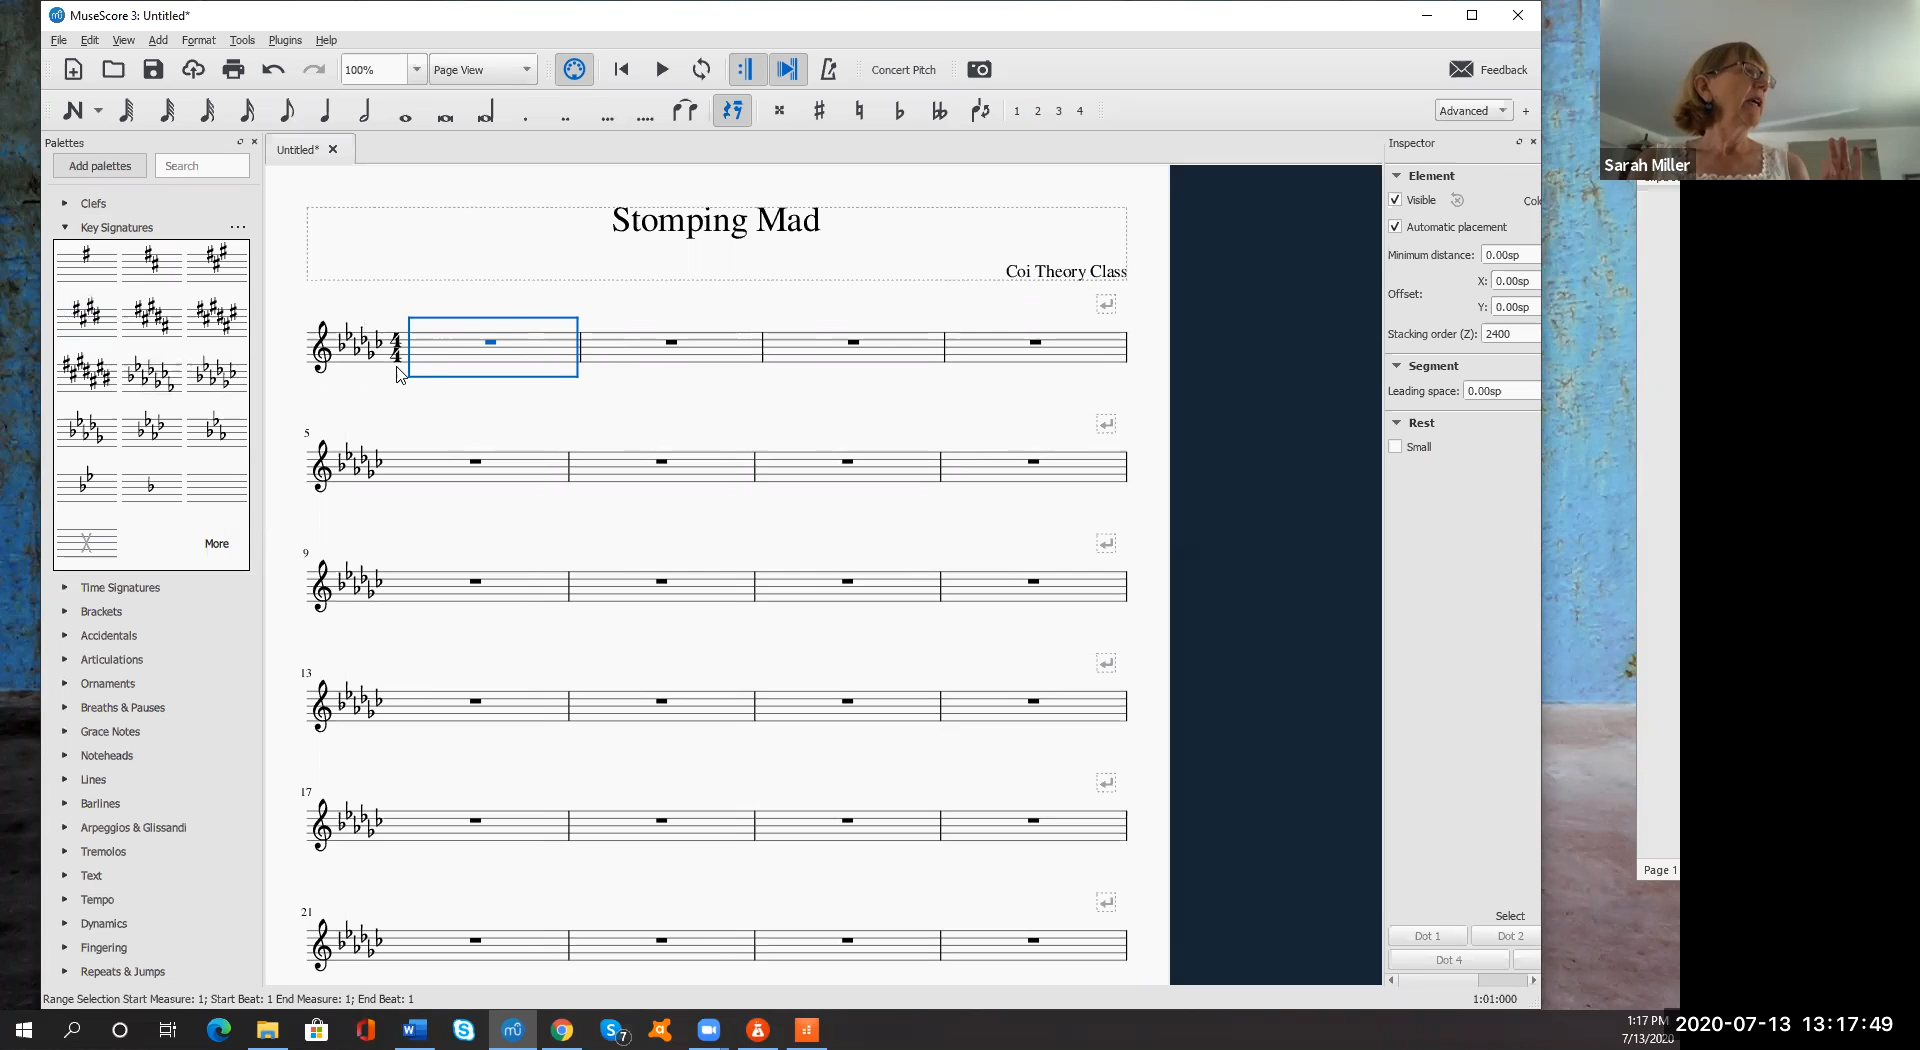 MuseScore 3: Untitled*
File Edit View Add Format Tools Plugins Help
100% Page View Concert Pitch Feedback
1 2 3 4 Advanced +
Palettes
Add palettes Search
Clefs
Key Signatures
More
Time Signatures
Brackets
Accidentals
Articulations
Ornaments
Breaths & Pauses
Grace Notes
Noteheads
Lines
Barlines
Arpeggios & Glissandi
Tremolos
Text
Tempo
Dynamics
Fingering
Repeats & Jumps
Untitled*
Stomping Mad
Coi Theory Class
4
4
5
9
13
17
21
Inspector
Element
Visible
Automatic placement
Minimum distance: 0.00sp
X: 0.00sp
Offset:
Y: 0.00sp
Stacking order (Z): 2400
Segment
Leading space: 0.00sp
Rest
Small
Select
Dot 1 Dot 2
Dot 4
Range Selection Start Measure: 1; Start Beat: 1 End Measure: 1; End Beat: 1
1:01:000
Sarah Miller
Page 1
7
1:17 PM
7/13/2020
2020-07-13 13:17:49